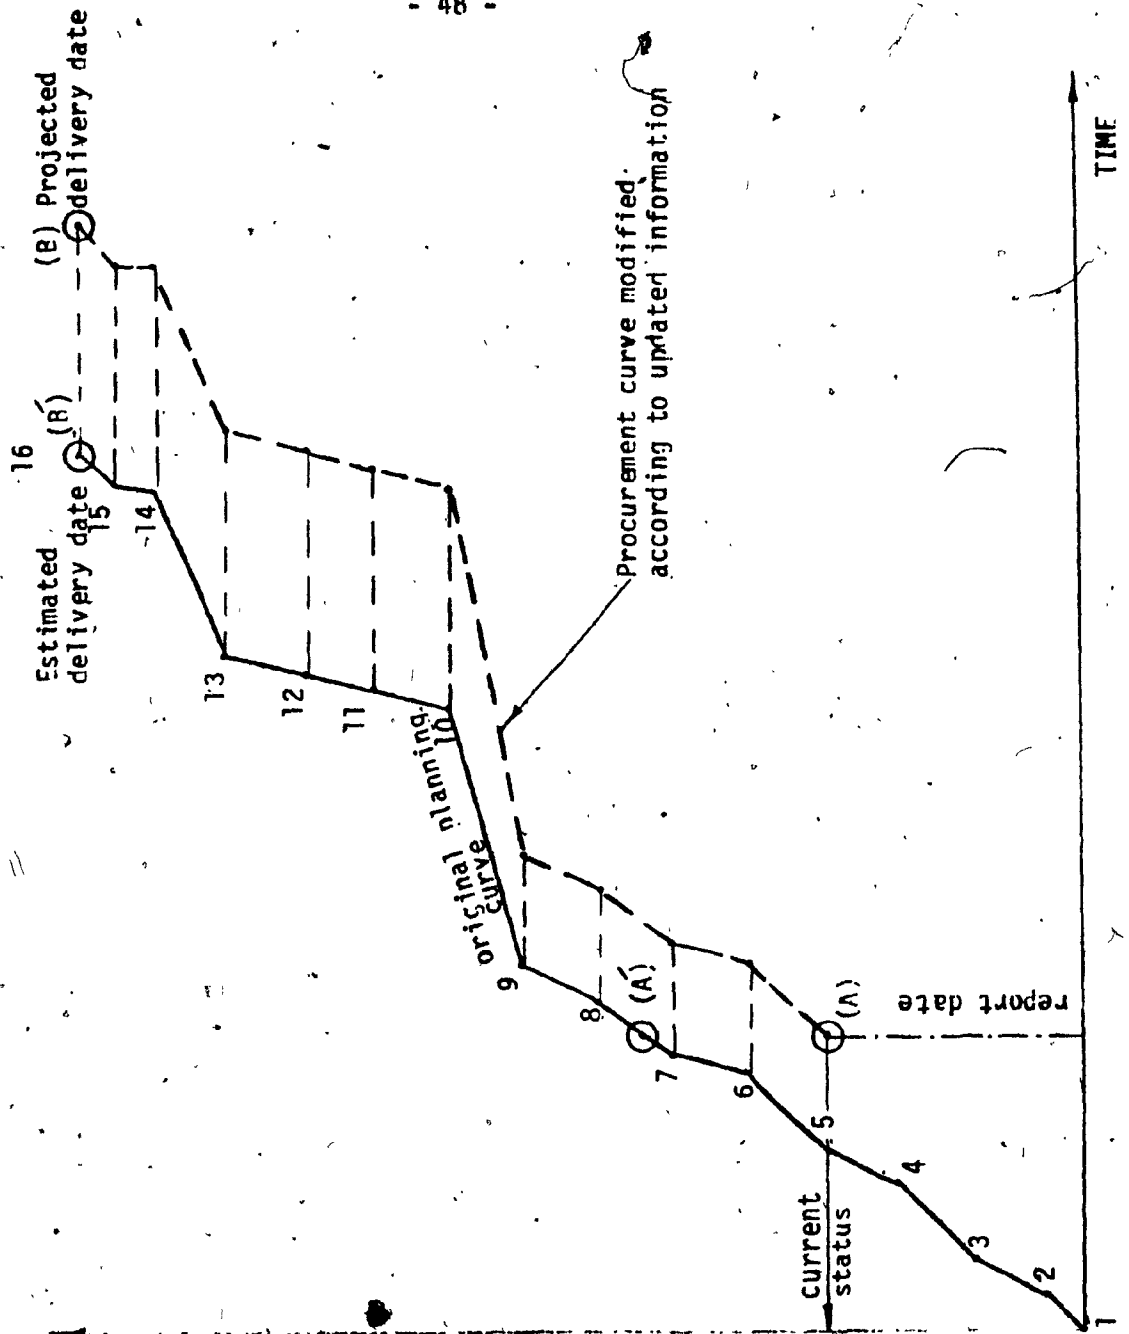 - 48 -
16
Estimated
delivery date
(B́)
(B) Projected
delivery date
15
14
13
12
11
10
original planning
curve
9
8
(Á)
7
6
5
(A)
4
3
2
1
Procurement curve modified
according to updated information
current
status
report date
TIME